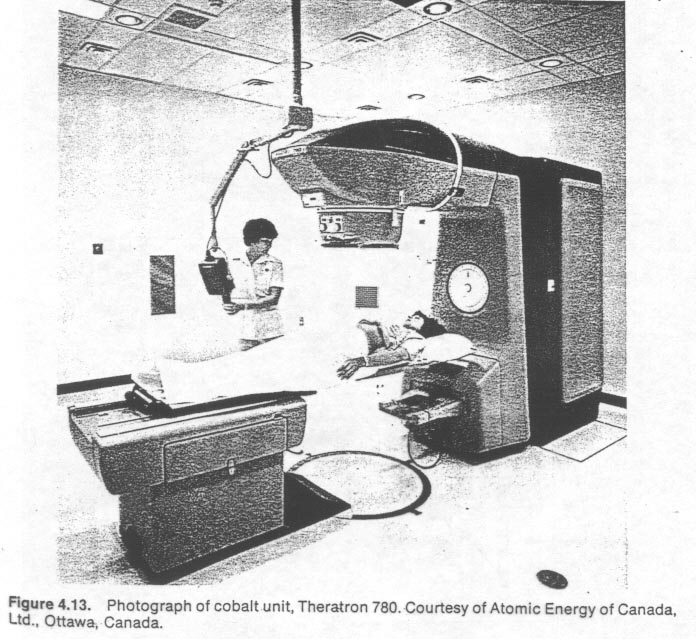 Figure 4.13. Photograph of cobalt unit, Theratron 780. Courtesy of Atomic Energy of Canada,
Ltd., Ottawa, Canada.